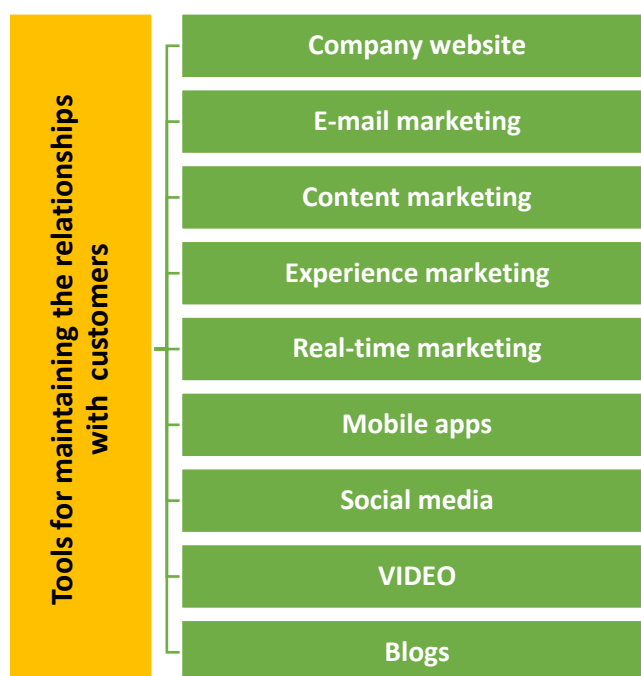 Tools for maintaining the relationships
with customers
Company website
E-mail marketing
Content marketing
Experience marketing
Real-time marketing
Mobile apps
Social media
VIDEO
Blogs